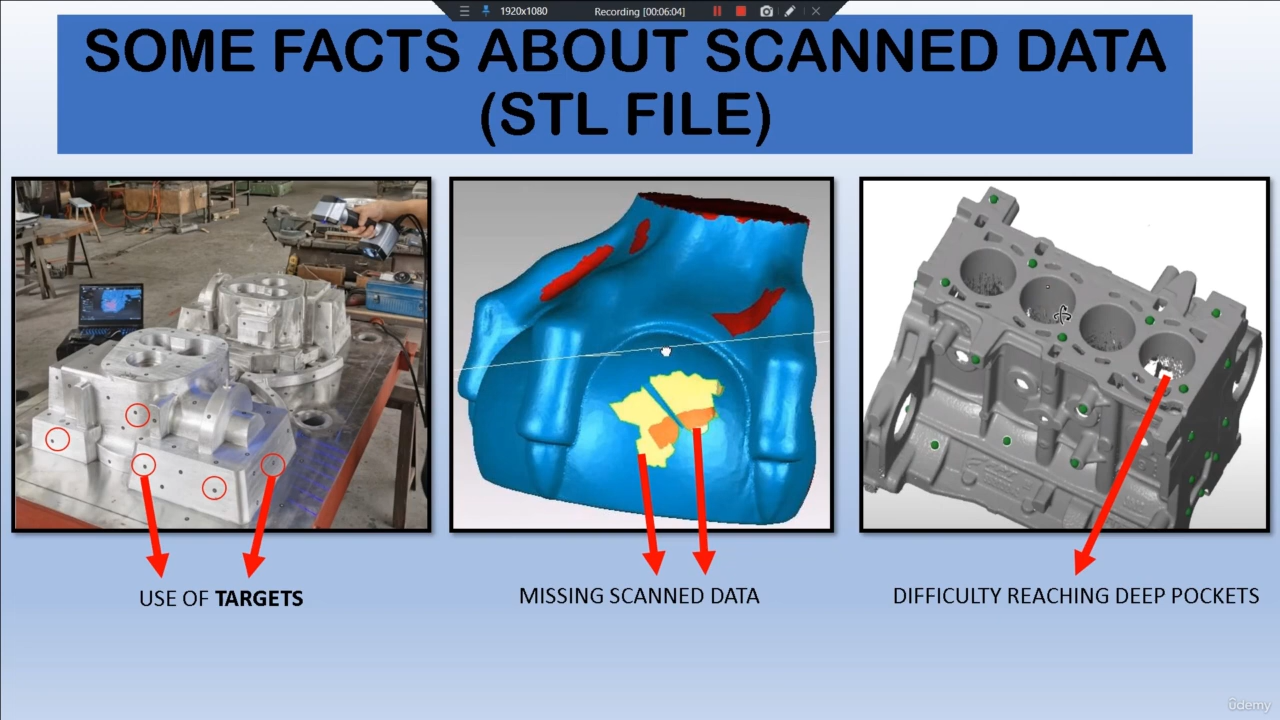 1920x1080
Recording [00:06:04]
SOME FACTS ABOUT SCANNED DATA
(STL FILE)
USE OF TARGETS
MISSING SCANNED DATA
DIFFICULTY REACHING DEEP POCKETS
ûdemy